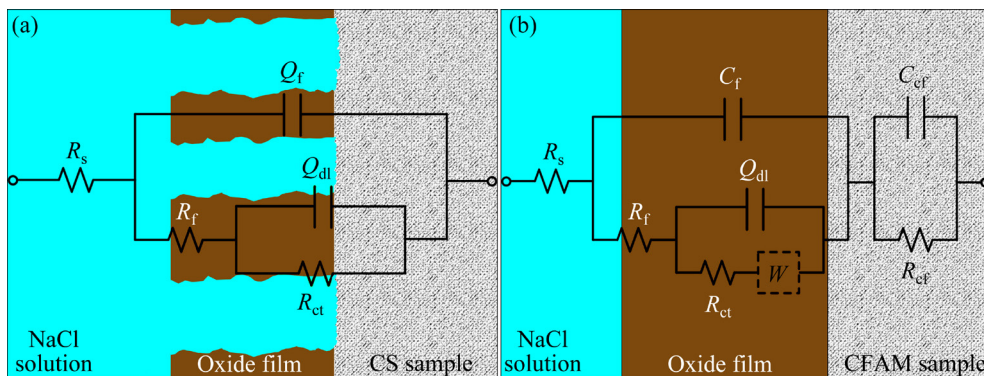 (a)
Qf
Rs
Qdl
Rf
Rct
NaCl
solution
Oxide film
CS sample
(b)
Cf
Ccf
Rs
Qdl
Rf
W
Rct
Rcf
NaCl
solution
Oxide film
CFAM sample